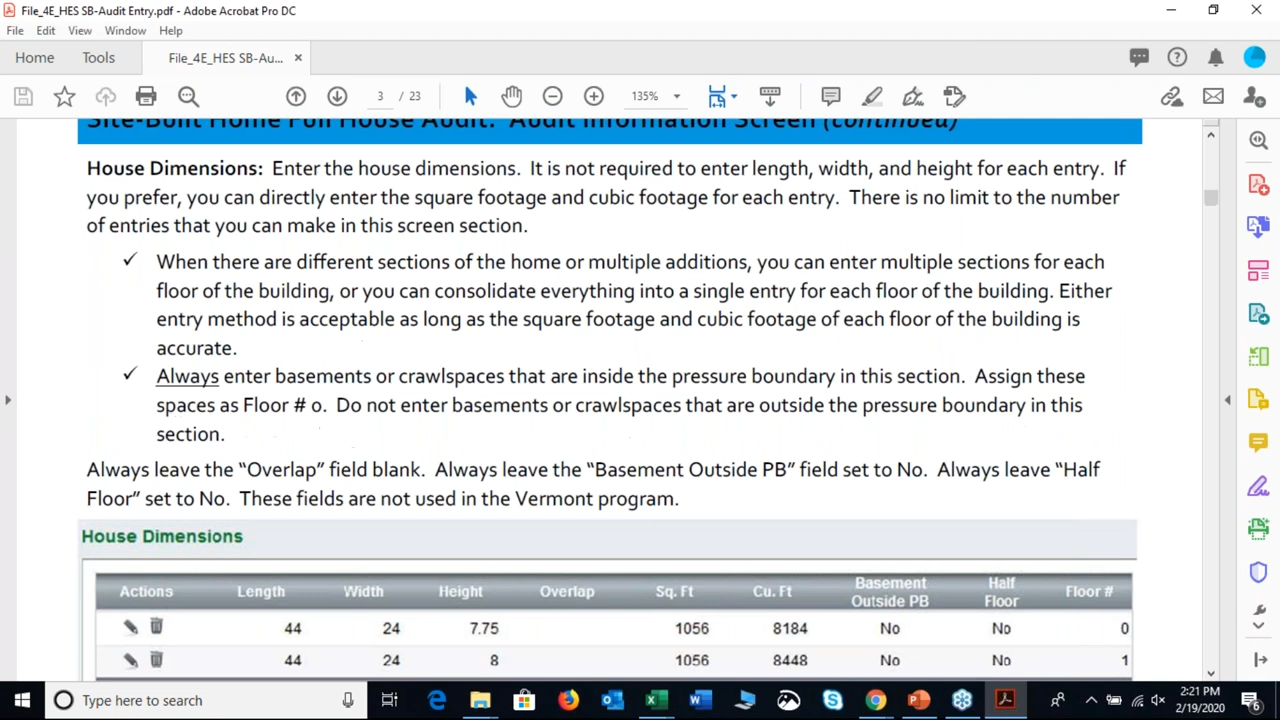 File_4E_HES SB-Audit Entry.pdf - Adobe Acrobat Pro DC
File Edit View Window Help
Home Tools File_4E_HES SB-Au... ×
3 / 23 135%
Site-Built Home Full House Audit: Audit Information Screen (continued)
House Dimensions: Enter the house dimensions. It is not required to enter length, width, and height for each entry. If
you prefer, you can directly enter the square footage and cubic footage for each entry. There is no limit to the number
of entries that you can make in this screen section.
✓ When there are different sections of the home or multiple additions, you can enter multiple sections for each
floor of the building, or you can consolidate everything into a single entry for each floor of the building. Either
entry method is acceptable as long as the square footage and cubic footage of each floor of the building is
accurate.
✓ Always enter basements or crawlspaces that are inside the pressure boundary in this section. Assign these
spaces as Floor # 0. Do not enter basements or crawlspaces that are outside the pressure boundary in this
section.
Always leave the “Overlap” field blank. Always leave the “Basement Outside PB” field set to No. Always leave “Half
Floor” set to No. These fields are not used in the Vermont program.
House Dimensions
Actions Length Width Height Overlap Sq. Ft Cu. Ft Basement Outside PB Half Floor Floor #
44 24 7.75 1056 8184 No No 0
44 24 8 1056 8448 No No 1
Type here to search
2:21 PM
2/19/2020
6